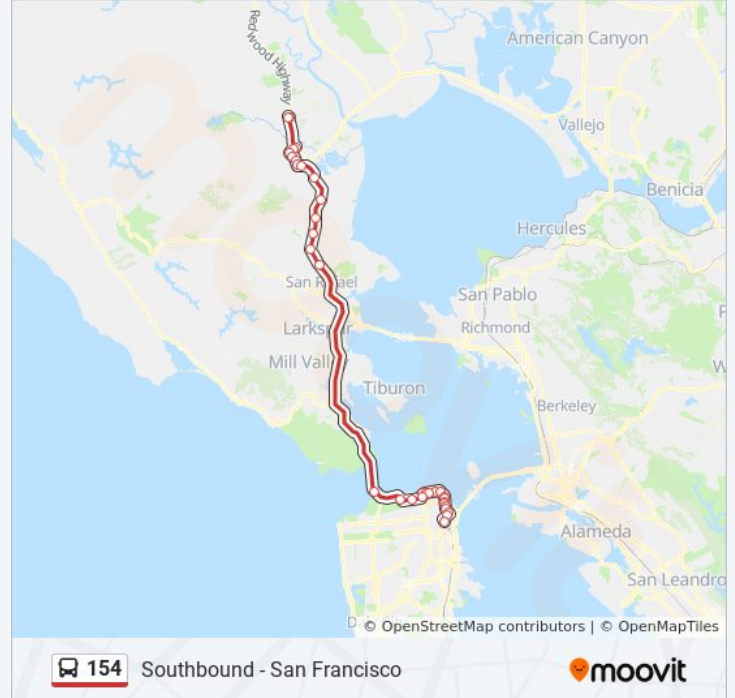 Redwood Highway
American Canyon
Vallejo
Benicia
Hercules
San Rafael
San Pablo
Richmond
Larkspur
Mill Vall
Tiburon
Berkeley
Alameda
San Leandro
© OpenStreetMap contributors | © OpenMapTiles
154 Southbound - San Francisco
moovit